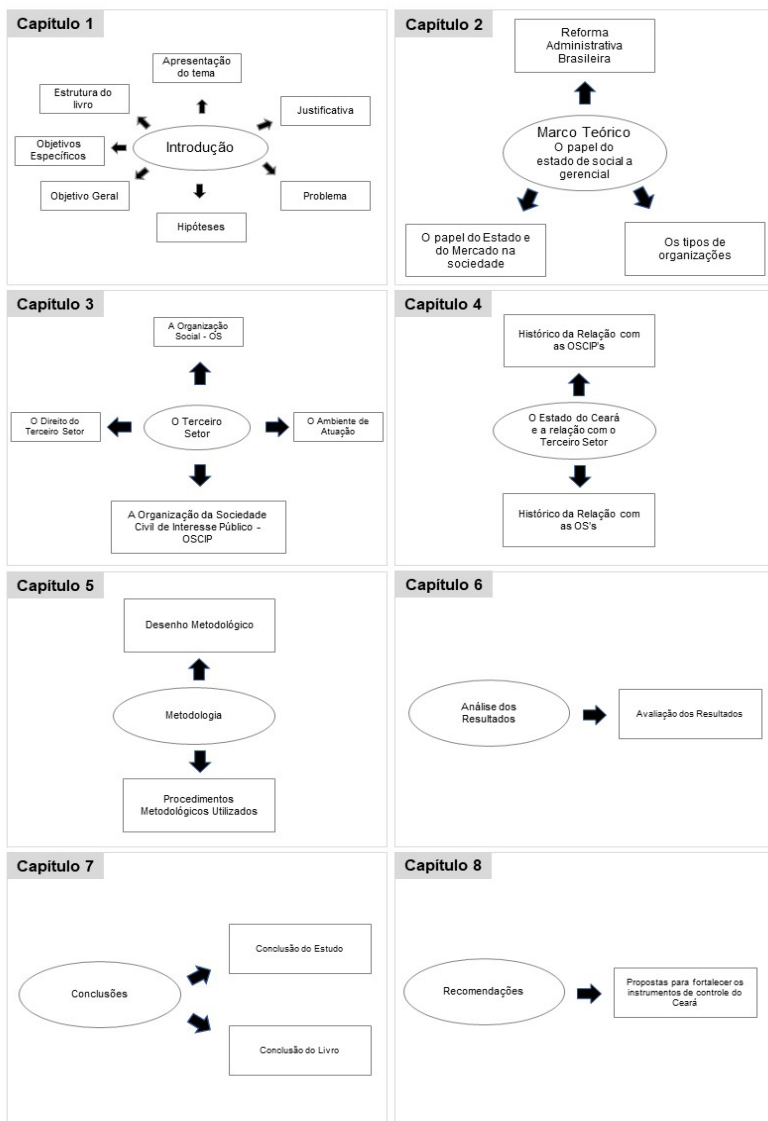 Capítulo 1
Apresentação
do tema
Estrutura do
livro
Justificativa
Introdução
Objetivos
Específicos
Objetivo Geral
Problema
Hipóteses
Capítulo 2
Reforma
Administrativa
Brasileira
Marco Teórico
O papel do
estado de social a
gerencial
O papel do Estado e
do Mercado na
sociedade
Os tipos de
organizações
Capítulo 3
A Organização
Social - OS
O Direito do
Terceiro Setor
O Terceiro
Setor
O Ambiente de
Atuação
A Organização da Sociedade
Civil de Interesse Público -
OSCIP
Capítulo 4
Histórico da Relação com
as OSCIP's
O Estado do Ceará
e a relação com o
Terceiro Setor
Histórico da Relação com
as OS's
Capítulo 5
Desenho Metodológico
Metodologia
Procedimentos
Metodológicos Utilizados
Capítulo 6
Análise dos
Resultados
Avaliação dos Resultados
Capítulo 7
Conclusão do Estudo
Conclusões
Conclusão do Livro
Capítulo 8
Recomendações
Propostas para fortalecer os
instrumentos de controle do
Ceará